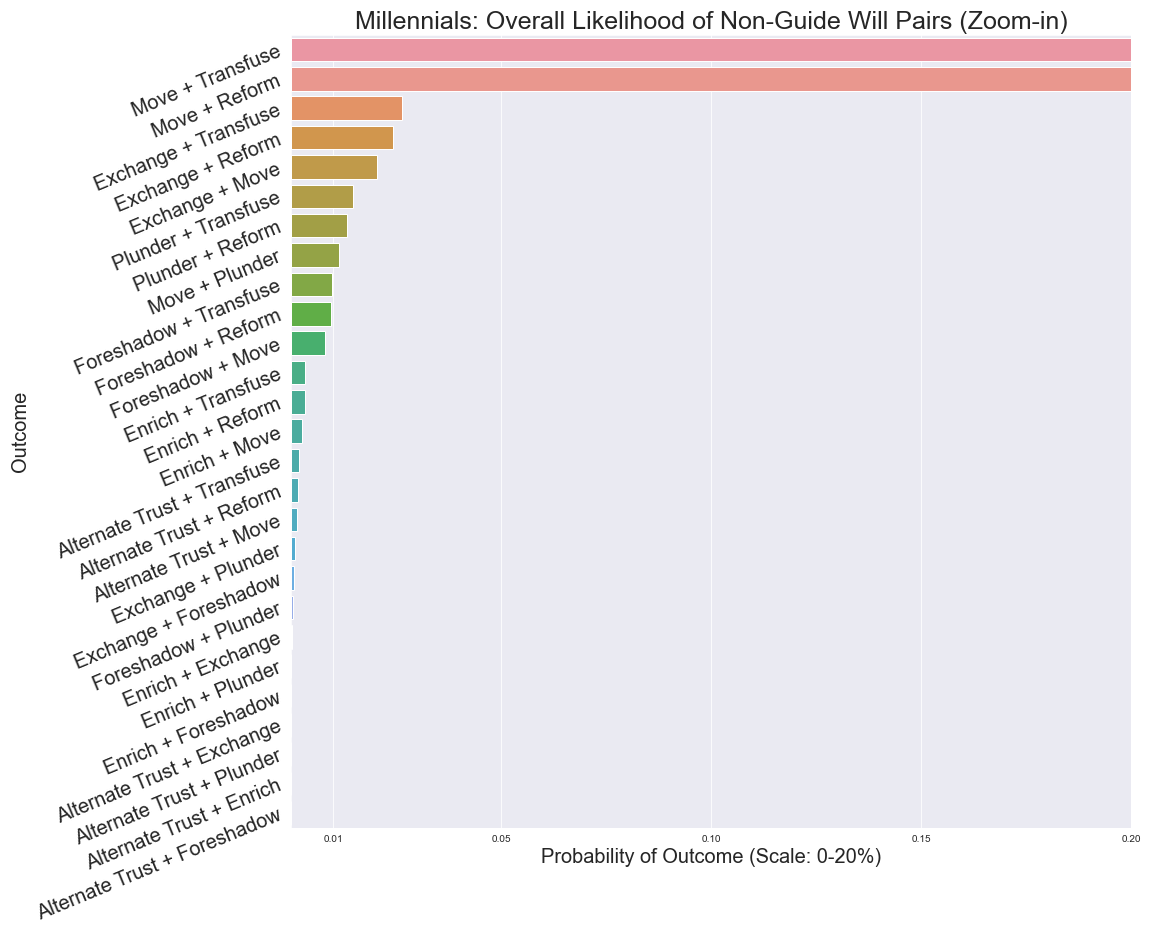 Millennials: Overall Likelihood of Non-Guide Will Pairs (Zoom-in)
Move + Transfuse
Move + Reform
Exchange + Transfuse
Exchange + Reform
Exchange + Move
Plunder + Transfuse
Plunder + Reform
Move + Plunder
Foreshadow + Transfuse
Foreshadow + Reform
Foreshadow + Move
Enrich + Transfuse
Enrich + Reform
Enrich + Move
Alternate Trust + Transfuse
Alternate Trust + Reform
Alternate Trust + Move
Exchange + Plunder
Exchange + Foreshadow
Foreshadow + Plunder
Enrich + Exchange
Enrich + Plunder
Enrich + Foreshadow
Alternate Trust + Exchange
Alternate Trust + Plunder
Alternate Trust + Enrich
Alternate Trust + Foreshadow
Outcome
0.01 0.05 0.10 0.15 0.20
Probability of Outcome (Scale: 0-20%)